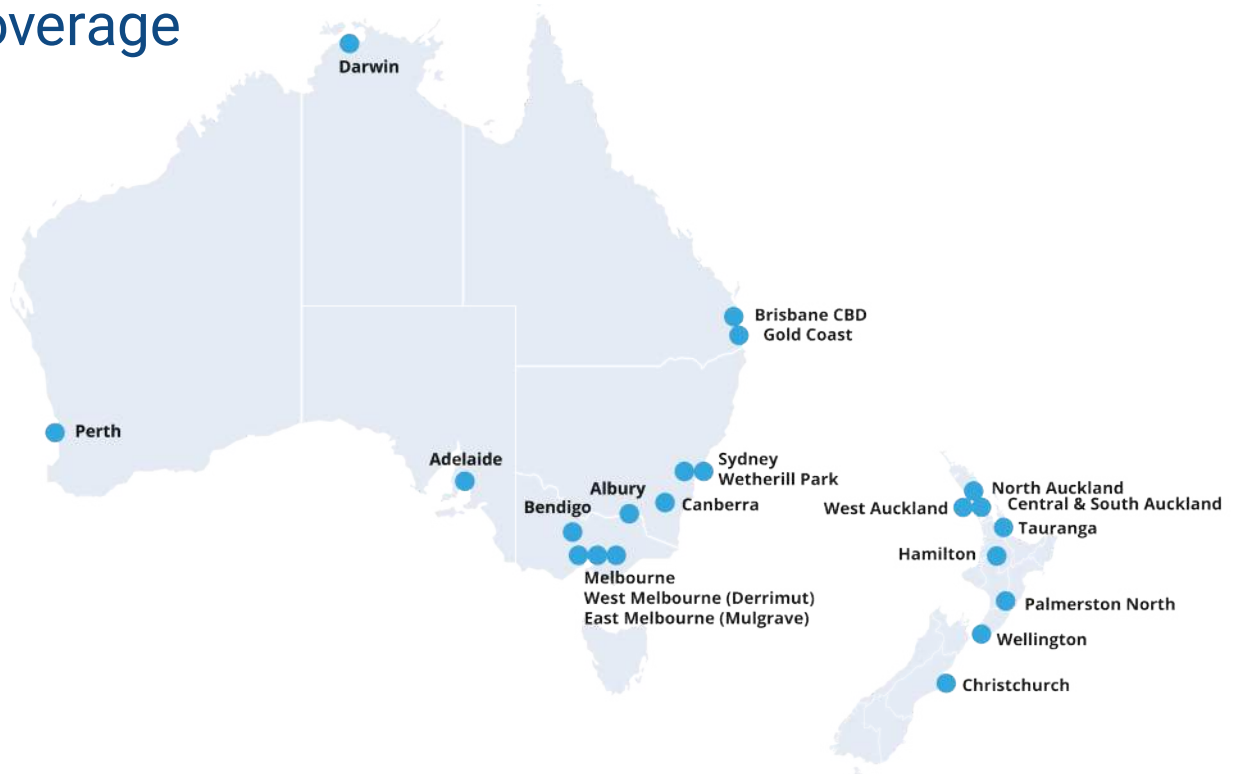 overage
Darwin
Brisbane CBD
Gold Coast
Perth
Adelaide
Sydney
Wetherill Park
Albury
Canberra
Bendigo
Melbourne
West Melbourne (Derrimut)
East Melbourne (Mulgrave)
North Auckland
West Auckland
Central & South Auckland
Tauranga
Hamilton
Palmerston North
Wellington
Christchurch